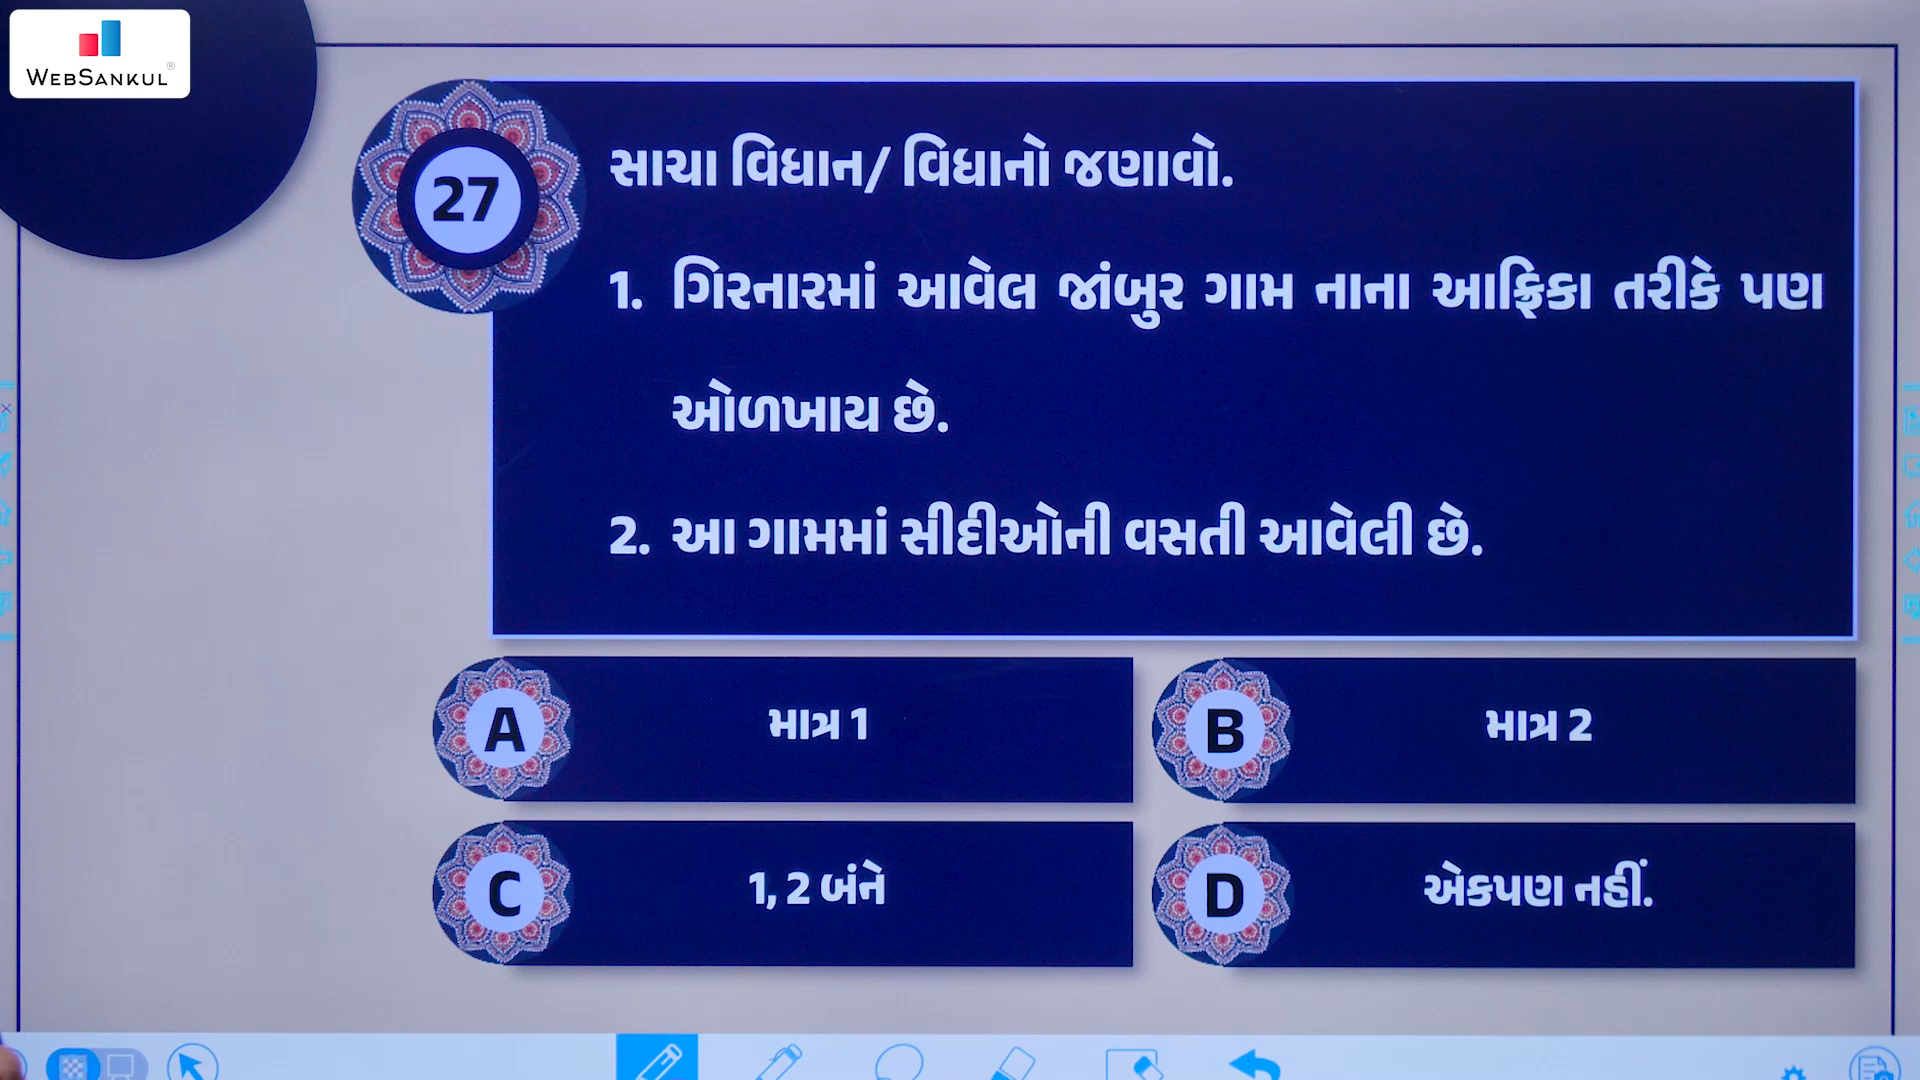 WEBSANKUL®
27
સાચા વિધાન/ વિધાનો જણાવો.
1. ગિરનારમાં આવેલ જાંબુર ગામ નાના આફ્રિકા તરીકે પણ
ઓળખાય છે.
2. આ ગામમાં સીદીઓની વસતી આવેલી છે.
A માત્ર 1
B માત્ર 2
C 1, 2 બંને
D એકપણ નહીં.